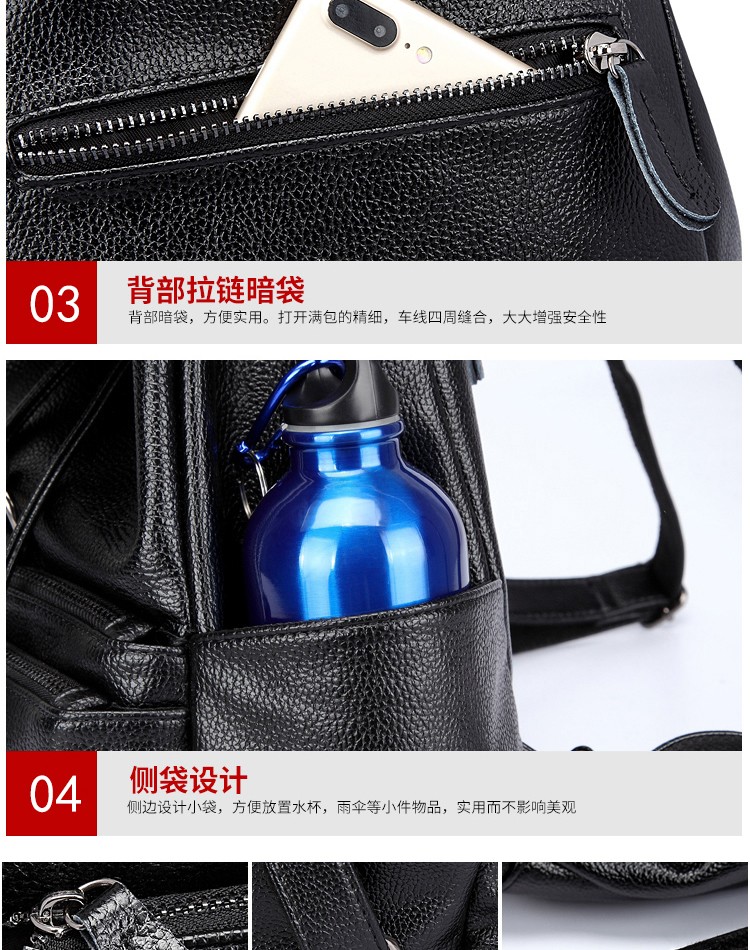 03
背部拉链暗袋
背部暗袋，方便实用。打开满包的精细，车线四周缝合，大大增强安全性
04
侧袋设计
侧边设计小袋，方便放置水杯，雨伞等小件物品，实用而不影响美观